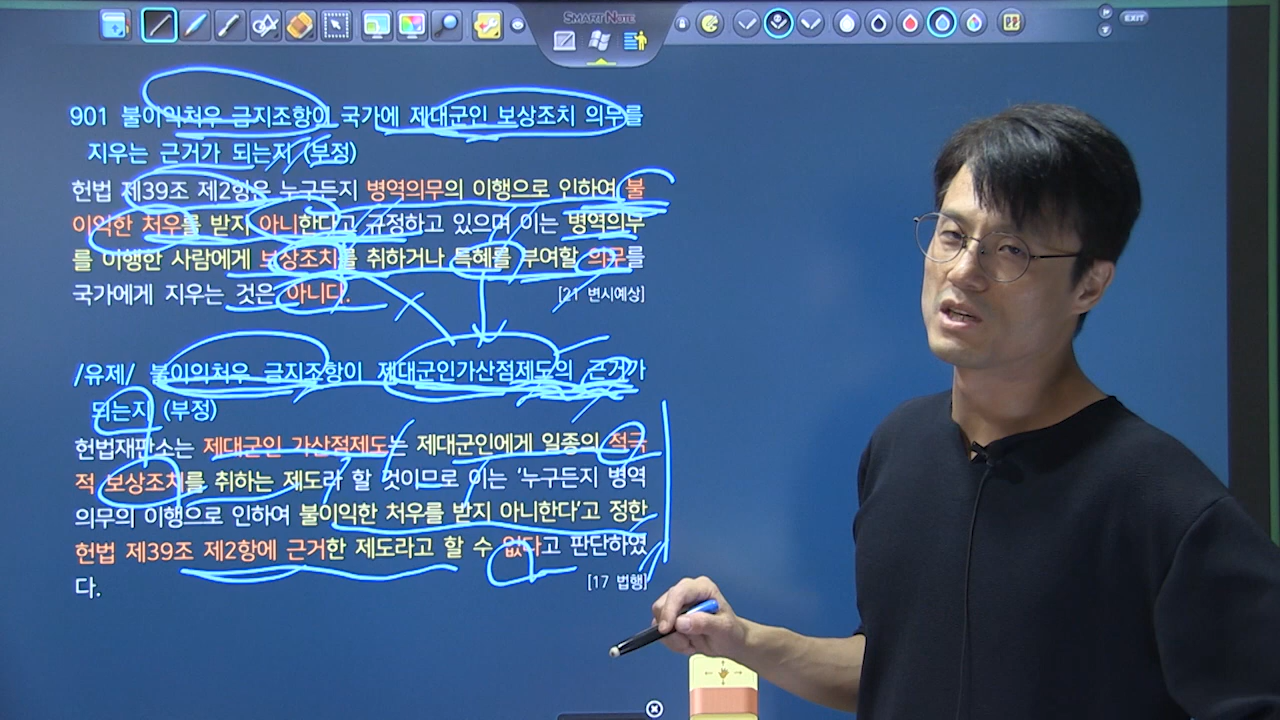 SMART NOTE
EXIT
901 불이익처우 금지조항이 국가에 제대군인 보상조치 의무를
지우는 근거가 되는지 (부정)
헌법 제39조 제2항은 누구든지 병역의무의 이행으로 인하여 불
이익한 처우를 받지 아니한다고 규정하고 있으며 이는 병역의무
를 이행한 사람에게 보상조치를 취하거나 특혜를 부여할 의무를
국가에게 지우는 것은 아니다.
[21 변시예상]
/유제/ 불이익처우 금지조항이 제대군인가산점제도의 근거가
되는지 (부정)
헌법재판소는 제대군인 가산점제도는 제대군인에게 일종의 적극
적 보상조치를 취하는 제도라 할 것이므로 이는 '누구든지 병역
의무의 이행으로 인하여 불이익한 처우를 받지 아니한다'고 정한
헌법 제39조 제2항에 근거한 제도라고 할 수 없다고 판단하였
다.
[17 법행]